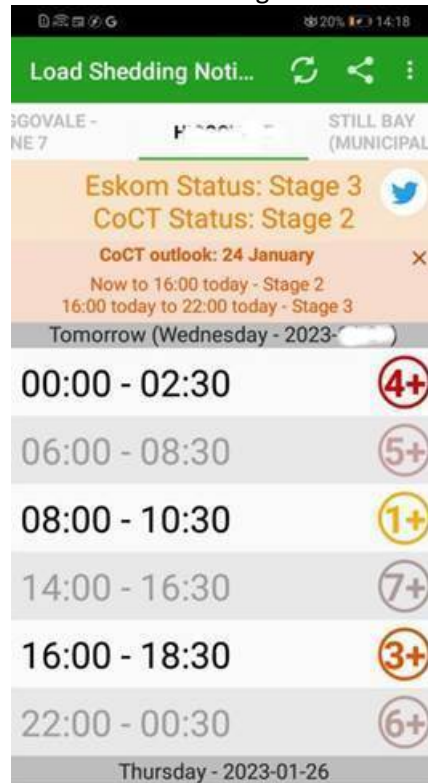 20% 14:18
Load Shedding Noti...
GGOVALE -
NE 7
STILL BAY
(MUNICIPAL
Eskom Status: Stage 3
CoCT Status: Stage 2
CoCT outlook: 24 January
Now to 16:00 today - Stage 2
16:00 today to 22:00 today - Stage 3
Tomorrow (Wednesday - 2023- )
00:00 - 02:30 4+
06:00 - 08:30 5+
08:00 - 10:30 1+
14:00 - 16:30 7+
16:00 - 18:30 3+
22:00 - 00:30 6+
Thursday - 2023-01-26